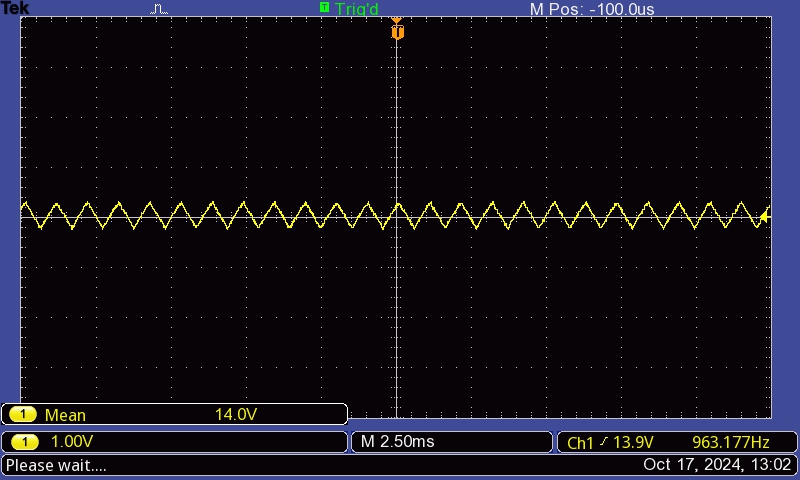 Tek T Trig'd M Pos: -100.0us
T
1 Mean 14.0V
1 1.00V M 2.50ms Ch1 13.9V 963.177Hz
Please wait.... Oct 17, 2024, 13:02